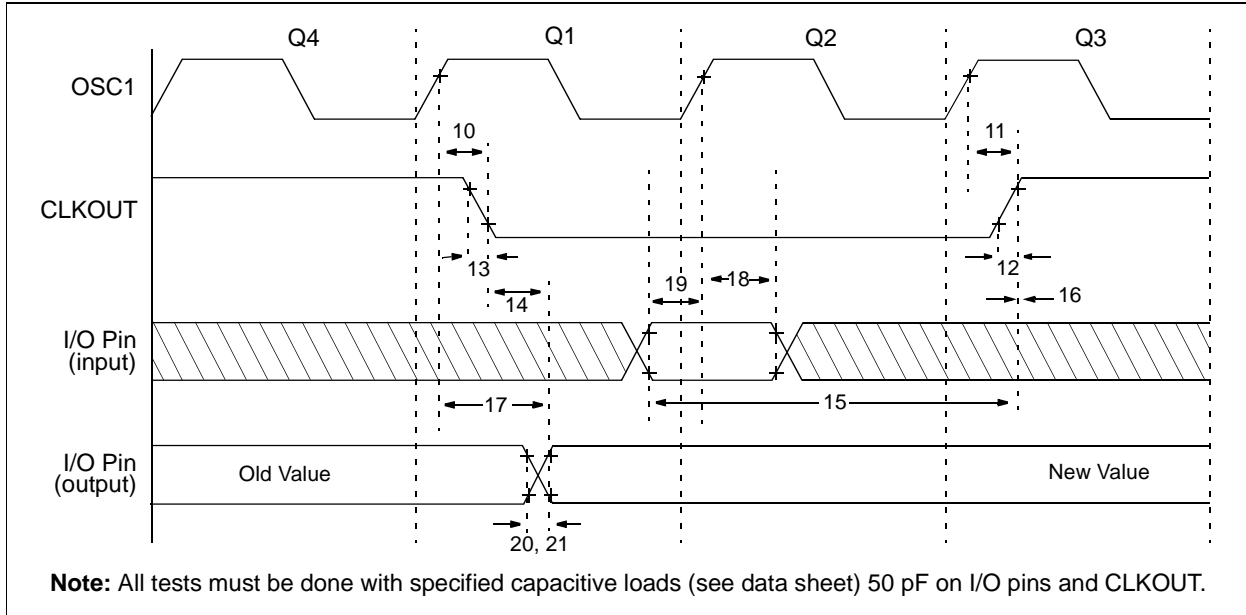 Q4 Q1 Q2 Q3
OSC1
10 11
CLKOUT
13 12
14 19 18 16
I/O Pin
(input)
17 15
I/O Pin
(output)
Old Value New Value
20, 21
Note: All tests must be done with specified capacitive loads (see data sheet) 50 pF on I/O pins and CLKOUT.